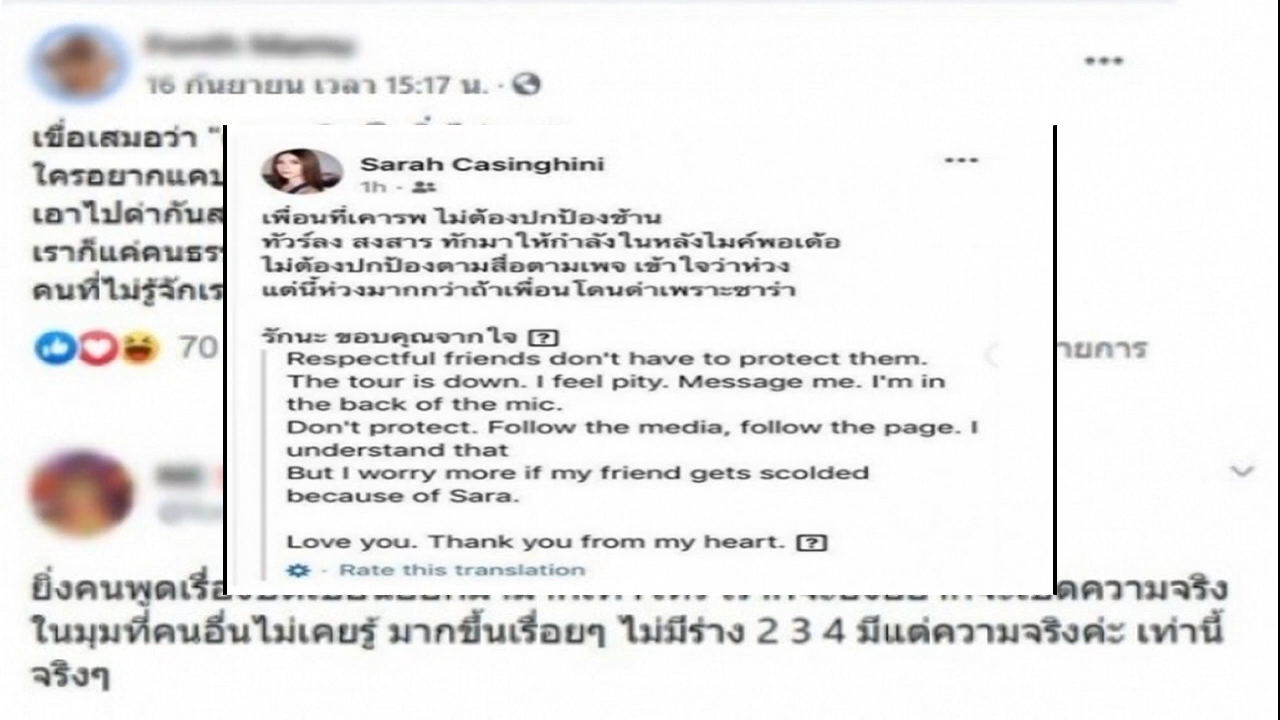 16 กันยายน เวลา 15:17 น.
เชื่อเสมอว่า "
ใครอยากแคป
เอาไปด่ากัน
เราก็แค่คนธร
คนที่ไม่รู้จักเร
70
ายการ
Sarah Casinghini
1h
เพื่อนที่เคารพ ไม่ต้องปกป้องซ้าน
ทัวร์ลง สงสาร ทักมาให้กำลังในหลังไมค์พอเด้อ
ไม่ต้องปกป้องตามสื่อตามเพจ เข้าใจว่าห่วง
แต่นี้ห่วงมากกว่าถ้าเพื่อนโดนด่าเพราะซาร่า
รักนะ ขอบคุณจากใจ
Respectful friends don't have to protect them.
The tour is down. I feel pity. Message me. I'm in
the back of the mic.
Don't protect. Follow the media, follow the page. I
understand that
But I worry more if my friend gets scolded
because of Sara.
Love you. Thank you from my heart.
Rate this translation
ยิ่งคนพูดเรื่
ดความจริง
ในมุมที่คนอื่นไม่เคยรู้ มากขึ้นเรื่อยๆ ไม่มีร่าง 2 3 4 มีแต่ความจริงค่ะ เท่านี้
จริงๆ